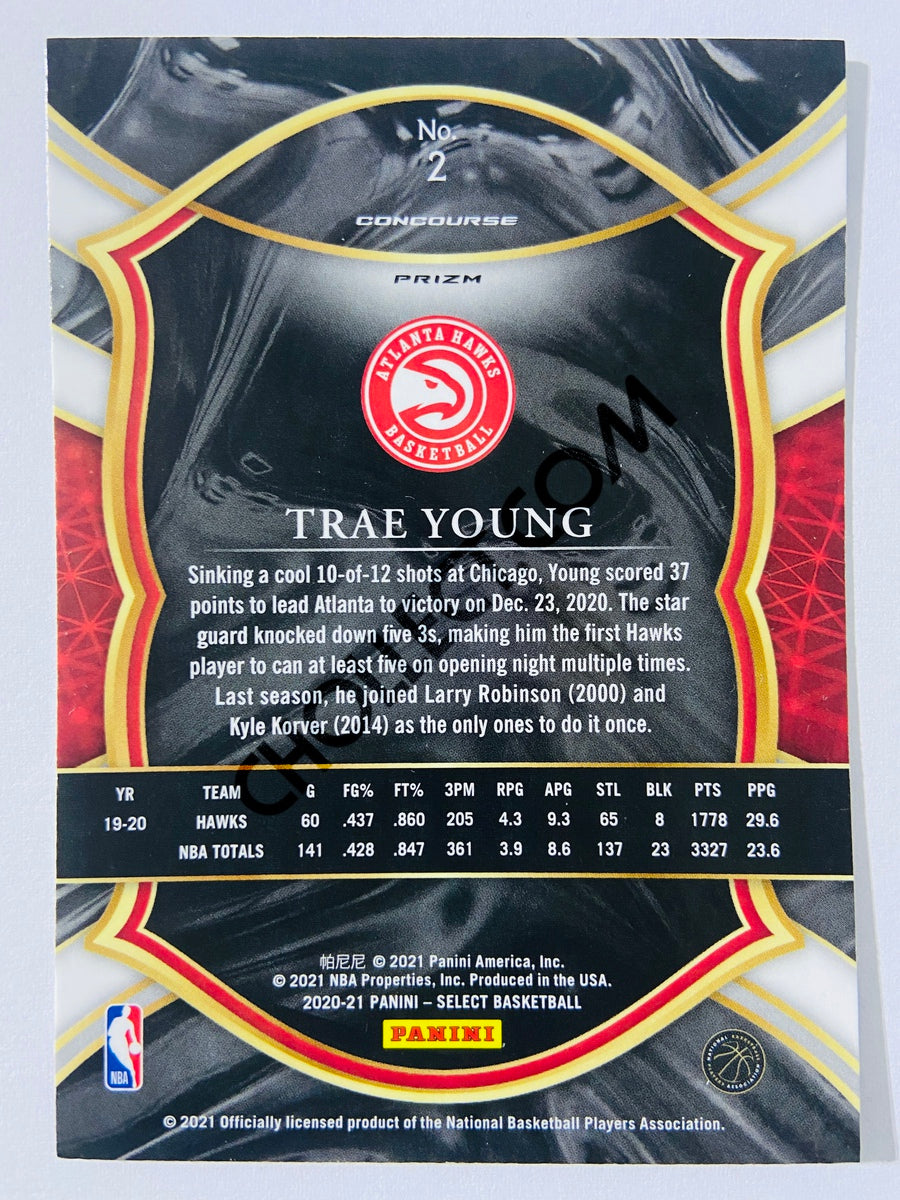 No.
2
CONCOURSE
PRIZM
ATLANTA HAWKS
BASKETBALL
TRAE YOUNG
Sinking a cool 10-of-12 shots at Chicago, Young scored 37
points to lead Atlanta to victory on Dec. 23, 2020. The star
guard knocked down five 3s, making him the first Hawks
player to can at least five on opening night multiple times.
Last season, he joined Larry Robinson (2000) and
Kyle Korver (2014) as the only ones to do it once.
YR TEAM G FG% FT% 3PM RPG APG STL BLK PTS PPG
19-20 HAWKS 60 .437 .860 205 4.3 9.3 65 8 1778 29.6
NBA TOTALS 141 .428 .847 361 3.9 8.6 137 23 3327 23.6
帕尼尼 © 2021 Panini America, Inc.
© 2021 NBA Properties, Inc. Produced in the USA.
2020-21 PANINI – SELECT BASKETBALL
PANINI
NBA
NATIONAL BASKETBALL
PLAYERS ASSOCIATION
© 2021 Officially licensed product of the National Basketball Players Association.